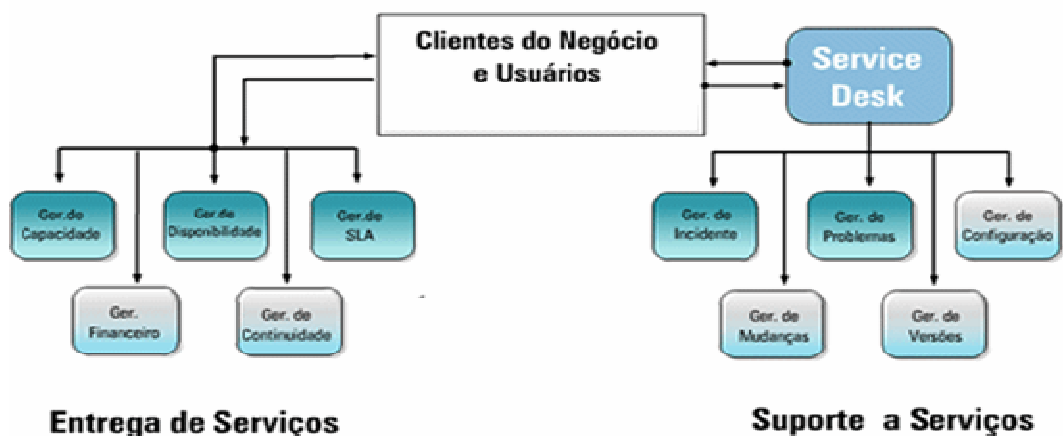 Clientes do Negócio
e Usuários
Service
Desk
Ger.de
Capacidade
Ger.de
Disponibilidade
Ger.de
SLA
Ger.
Financeiro
Ger. de
Continuidade
Ger. de
Incidente
Ger. de
Problemas
Ger. de
Configuração
Ger. de
Mudanças
Ger. de
Versões
Entrega de Serviços
Suporte a Serviços